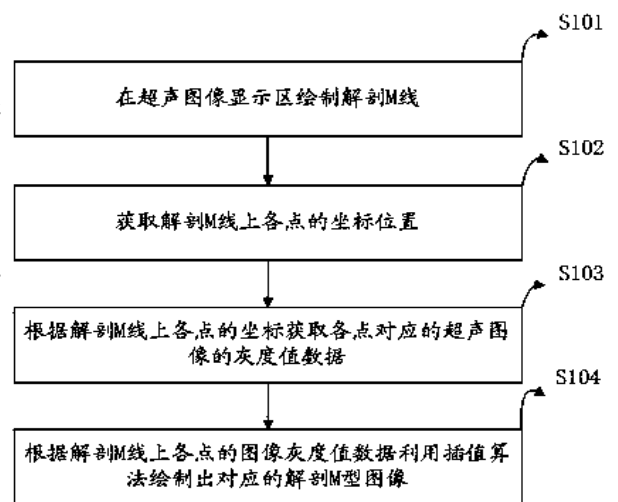 S101
在超声图像显示区绘制解剖M线
S102
获取解剖M线上各点的坐标位置
S103
根据解剖M线上各点的坐标获取各点对应的超声图
像的灰度值数据
S104
根据解剖M线上各点的图像灰度值数据利用插值算
法绘制出对应的解剖M型图像